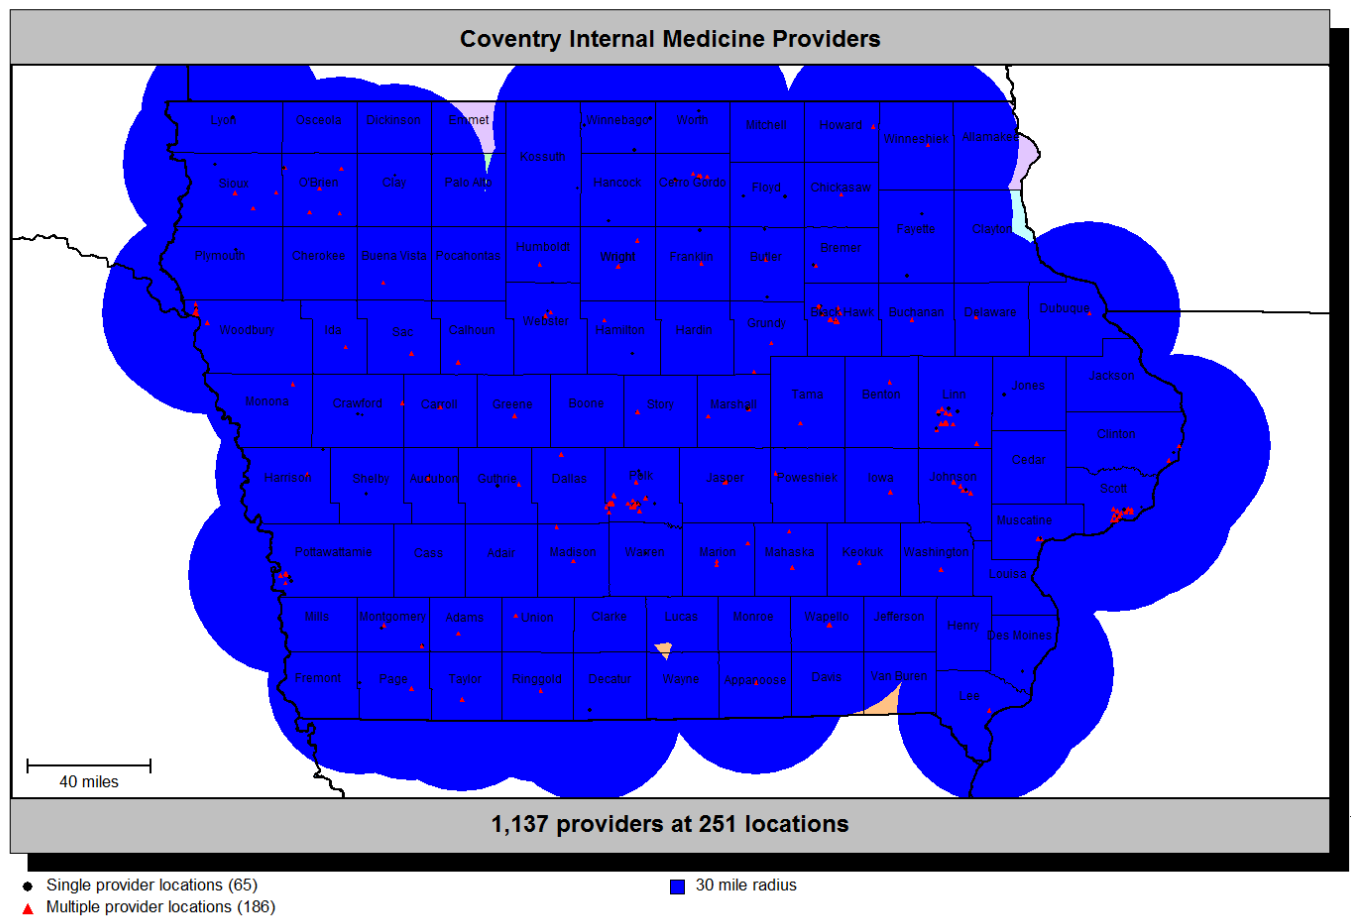 Coventry Internal Medicine Providers
Lyon Osceola Dickinson Emmet Winnebago Worth Mitchell Howard Winneshiek Allamakee
Kossuth
Sioux O'Brien Clay Palo Alto Hancock Cerro Gordo Floyd Chickasaw
Fayette Clayton
Plymouth Cherokee Buena Vista Pocahontas Humboldt Wright Franklin Butler Bremer
Woodbury Ida Sac Calhoun Webster Hamilton Hardin Grundy Black Hawk Buchanan Delaware Dubuque
Monona Crawford Carroll Greene Boone Story Marshall Tama Benton Linn Jones Jackson
Clinton
Cedar
Harrison Shelby Audubon Guthrie Dallas Polk Jasper Poweshiek Iowa Johnson Scott
Muscatine
Pottawattamie Cass Adair Madison Warren Marion Mahaska Keokuk Washington
Louisa
Mills Montgomery Adams Union Clarke Lucas Monroe Wapello Jefferson Henry Des Moines
Fremont Page Taylor Ringgold Decatur Wayne Appanoose Davis Van Buren Lee
40 miles
1,137 providers at 251 locations
Single provider locations (65)
30 mile radius
Multiple provider locations (186)